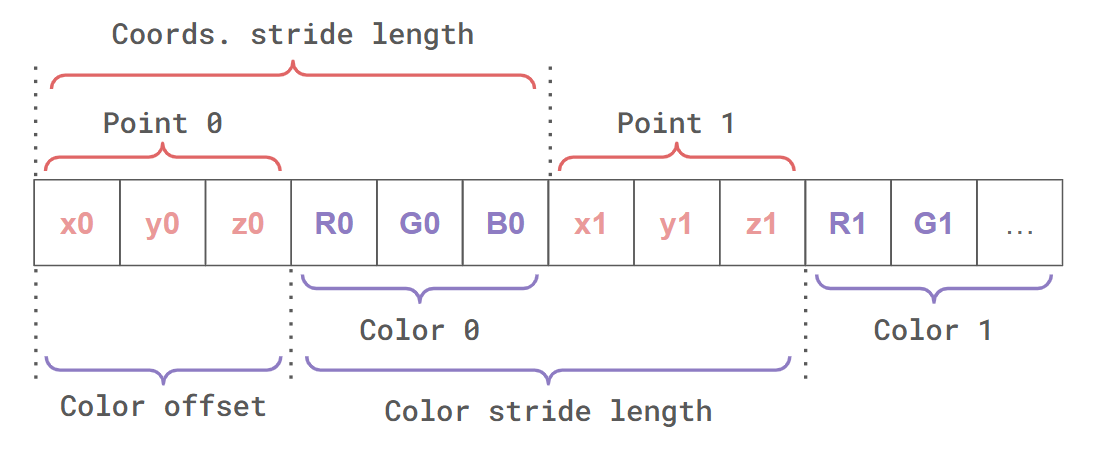 Coords. stride length
Point 0 Point 1
x0 y0 z0 R0 G0 B0 x1 y1 z1 R1 G1 ...
Color 0 Color 1
Color offset Color stride length